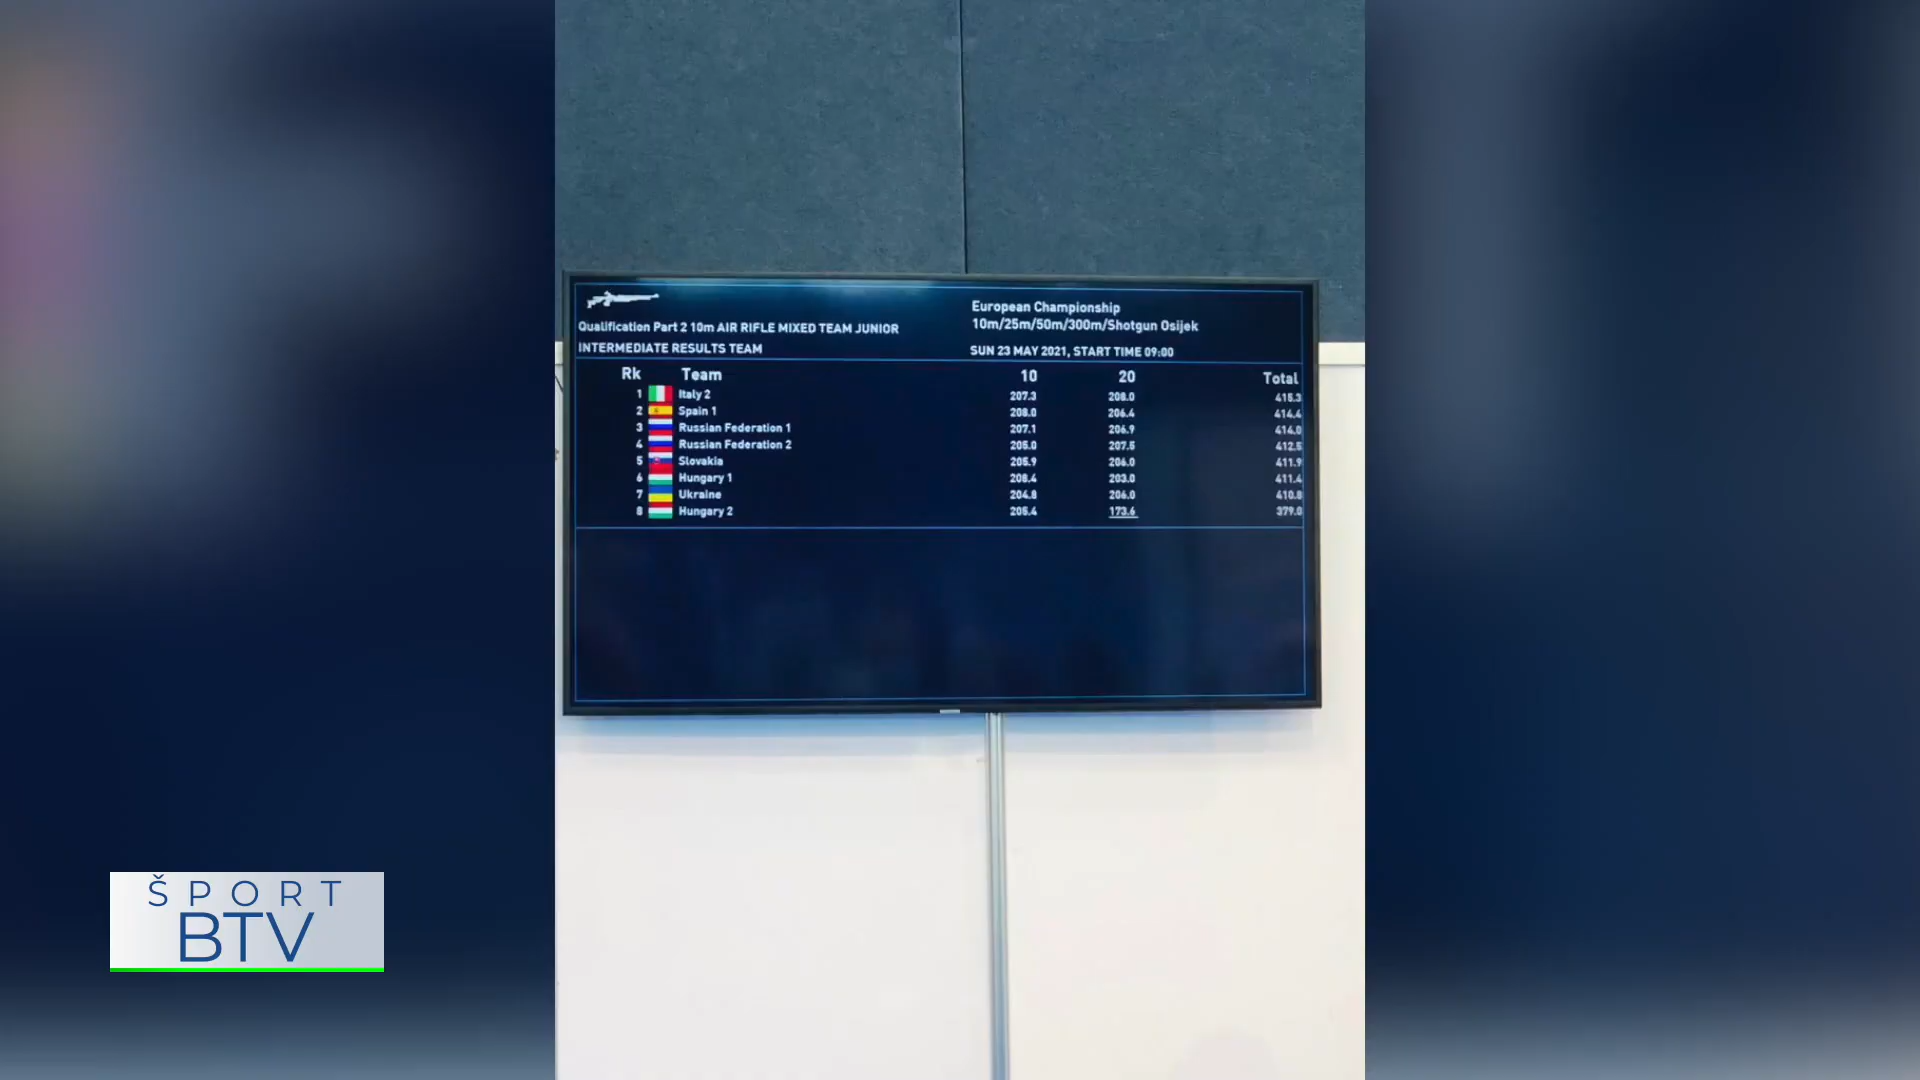 European Championship
Qualification Part 2 10m AIR RIFLE MIXED TEAM JUNIOR
10m/25m/50m/300m/Shotgun Osijek
INTERMEDIATE RESULTS TEAM
SUN 23 MAY 2021, START TIME 09:00
Rk Team 10 20 Total
1 Italy 2 207.3 208.0 415.3
2 Spain 1 208.0 206.4 414.4
3 Russian Federation 1 207.1 206.9 414.0
4 Russian Federation 2 205.0 207.5 412.5
5 Slovakia 205.9 206.0 411.9
6 Hungary 1 208.4 203.0 411.4
7 Ukraine 204.8 206.0 410.8
8 Hungary 2 205.4 173.6 379.0
ŠPORT
BTV